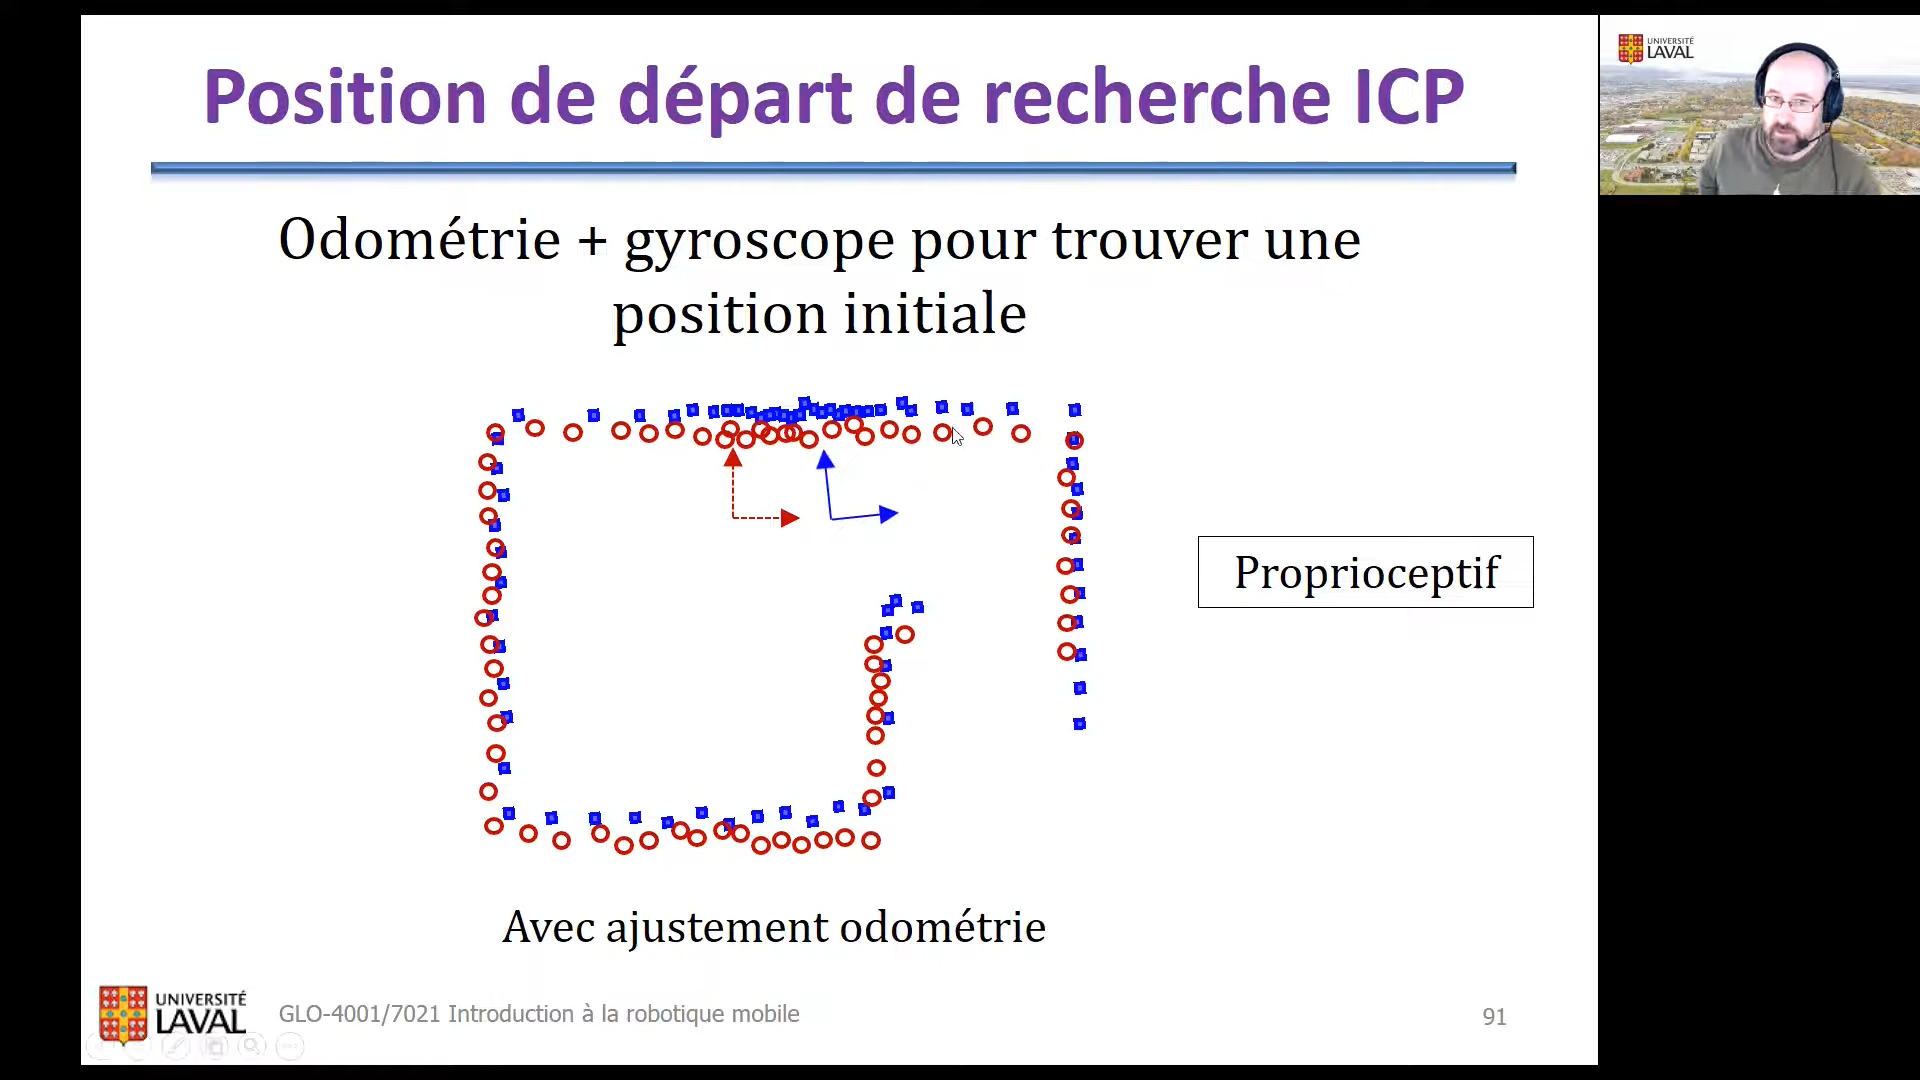 Position de départ de recherche ICP
UNIVERSITÉ
LAVAL
Odométrie + gyroscope pour trouver une
position initiale
Proprioceptif
Avec ajustement odométrie
UNIVERSITÉ
LAVAL
GLO-4001/7021 Introduction à la robotique mobile
91